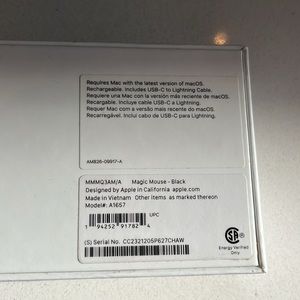 Requires Mac with the latest version of macOS.
Rechargeable. Includes USB-C to Lightning Cable.
Requiere una Mac con la versión más reciente de macOS.
Recargable. Incluye cable USB-C a Lightning.
Requer um Mac com a versão mais recente do macOS.
Recarregável. Inclui cabo de USB-C para Lightning.
AMB26-09917-A
MMMQ3AM/A Magic Mouse - Black
Designed by Apple in California apple.com
Made in Vietnam Other items as marked thereon
Model#: A1657
UPC
1 94252 91782 4
(S) Serial No. CC2321205P627CHAW
Energy Verified
Only